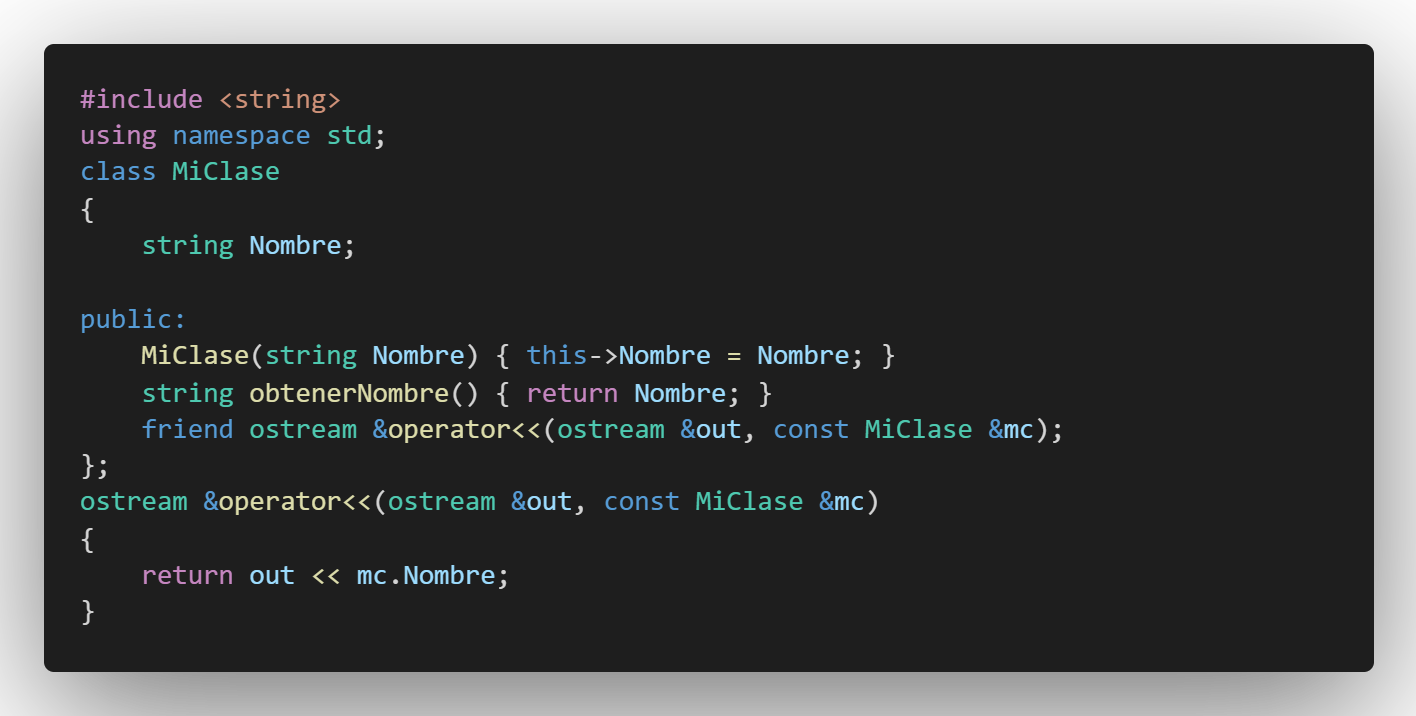 #include <string>
using namespace std;
class MiClase
{
    string Nombre;

public:
    MiClase(string Nombre) { this->Nombre = Nombre; }
    string obtenerNombre() { return Nombre; }
    friend ostream &operator<<(ostream &out, const MiClase &mc);
};
ostream &operator<<(ostream &out, const MiClase &mc)
{
    return out << mc.Nombre;
}